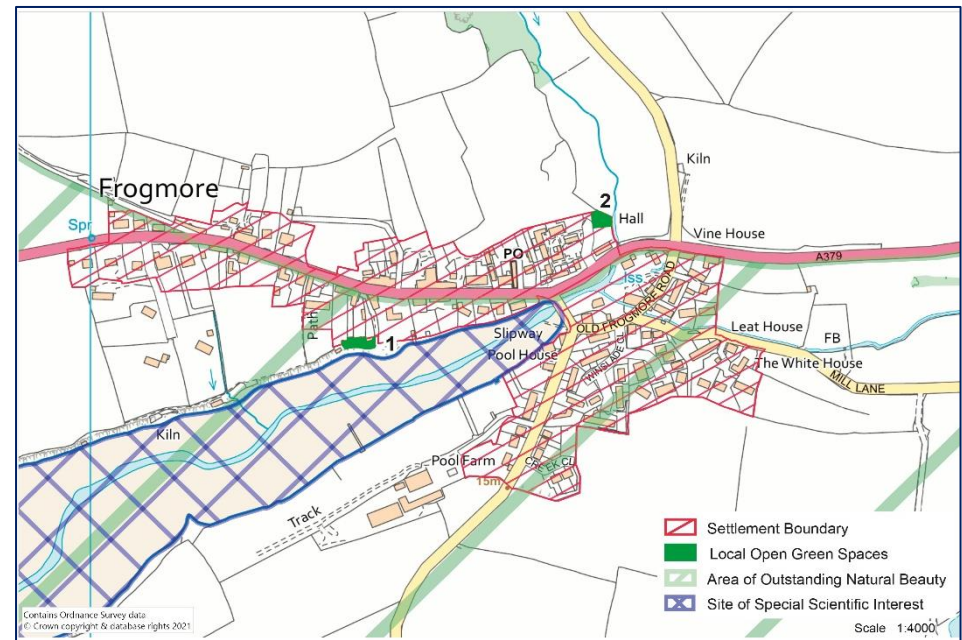 Frogmore
Spr
2
Hall
Kiln
Vine House
PO
A379
Iss
OLD FROGMORE ROAD
Path
1
Slipway
Pool House
TWINSLADE CL
Leat House
FB
The White House
MILL LANE
Kiln
Pool Farm
CREEK CL
15m
Track
Settlement Boundary
Local Open Green Spaces
Area of Outstanding Natural Beauty
Site of Special Scientific Interest
Contains Ordnance Survey data
© Crown copyright & database rights 2021
Scale 1:4000